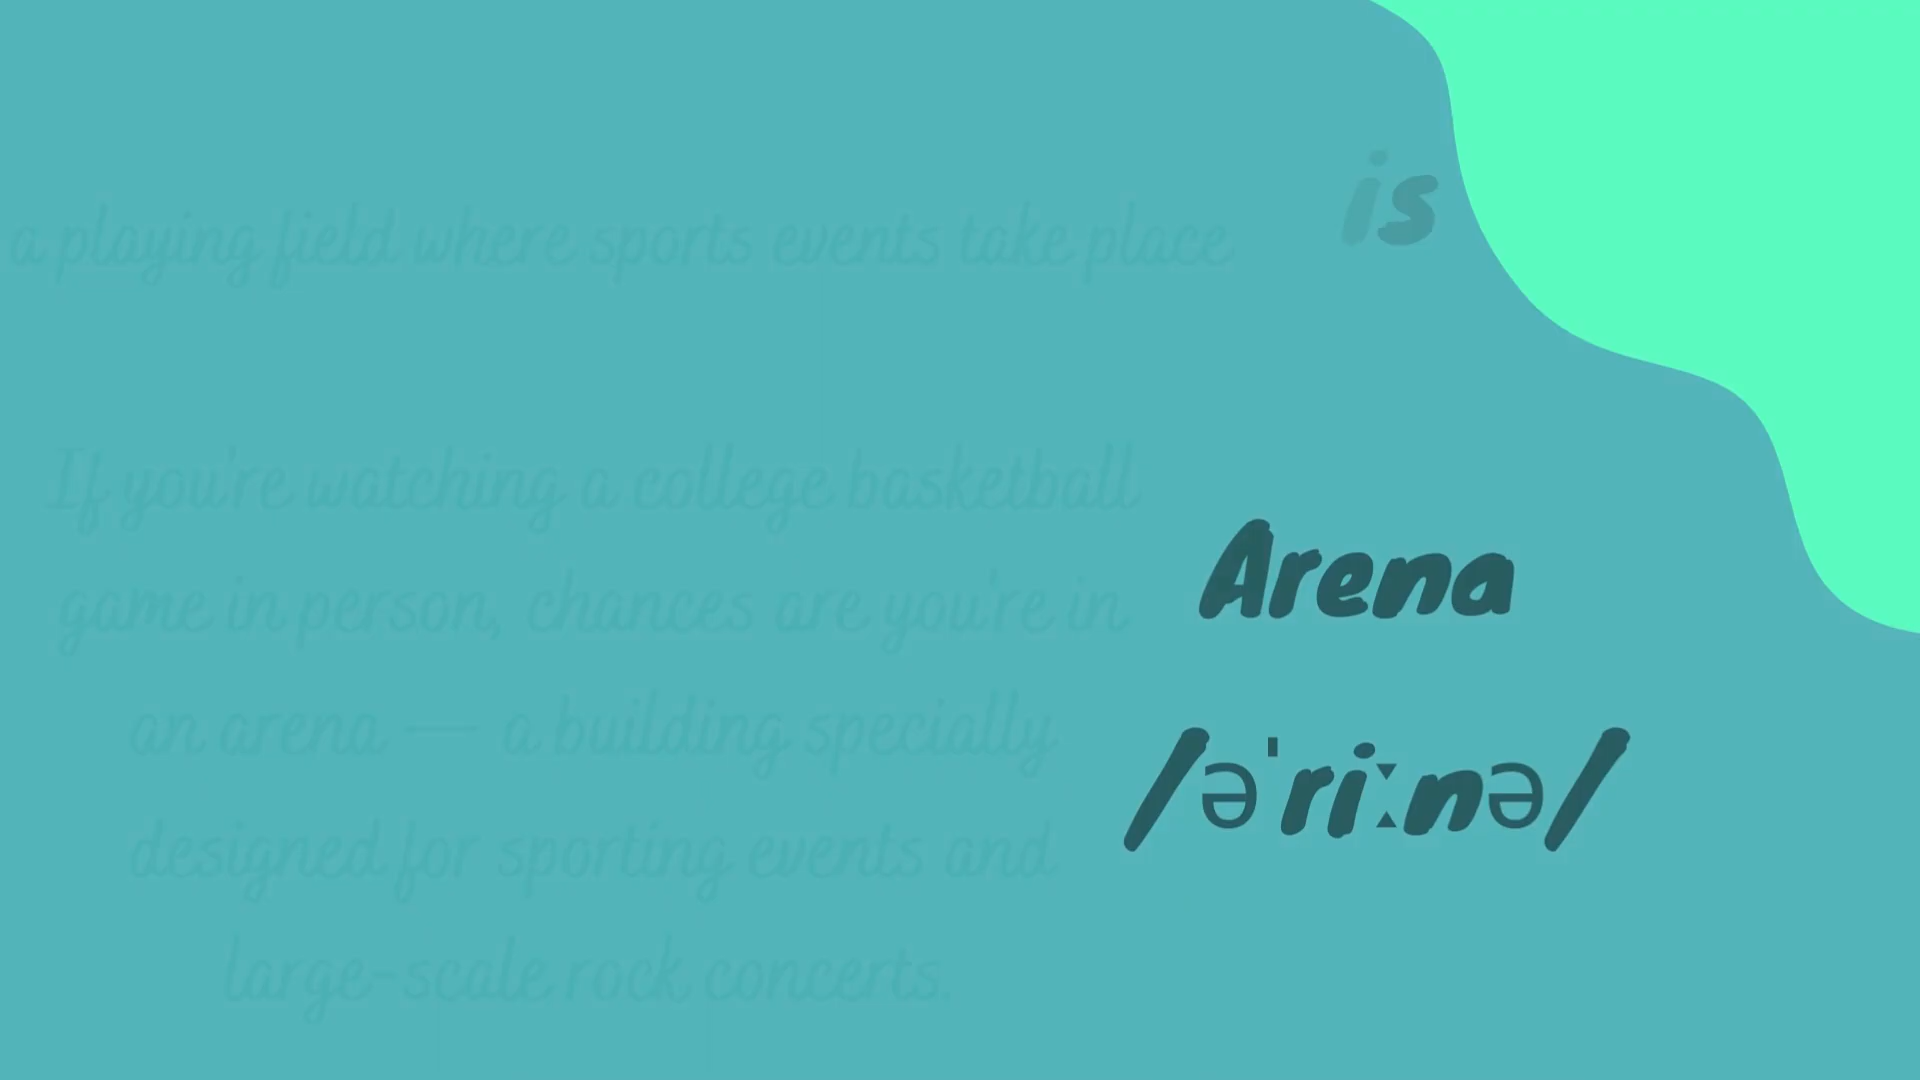 is
a playing field where sports events take place
If you're watching a college basketball
game in person, chances are you're in
an arena — a building specially
designed for sporting events and
large-scale rock concerts.
Arena
/əˈriːnə/